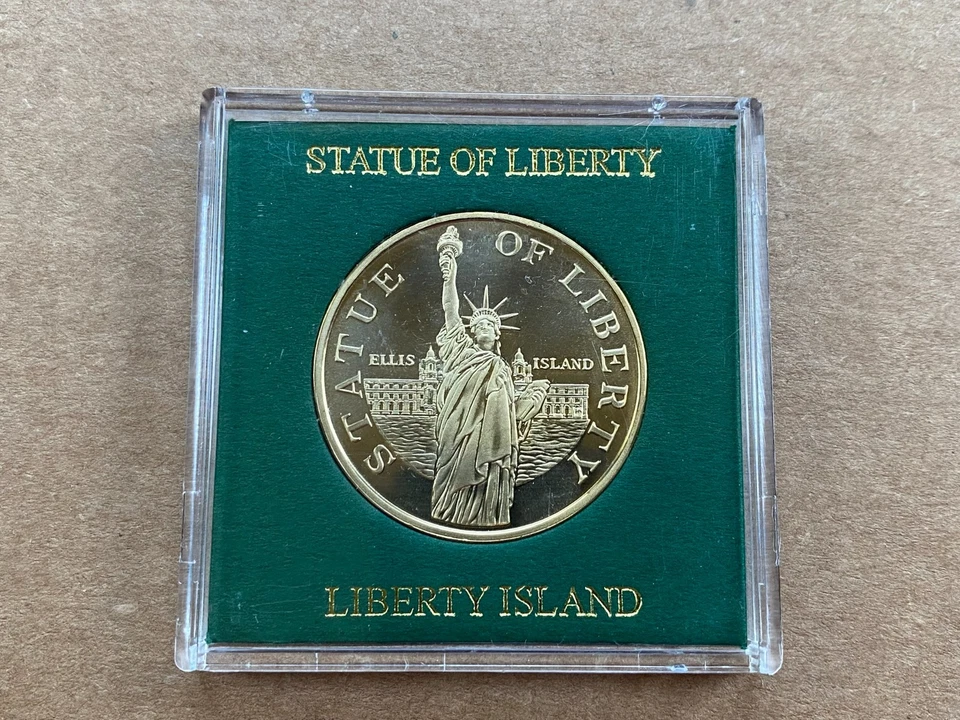 STATUE OF LIBERTY
STATUE OF LIBERTY
ELLIS ISLAND
LIBERTY ISLAND